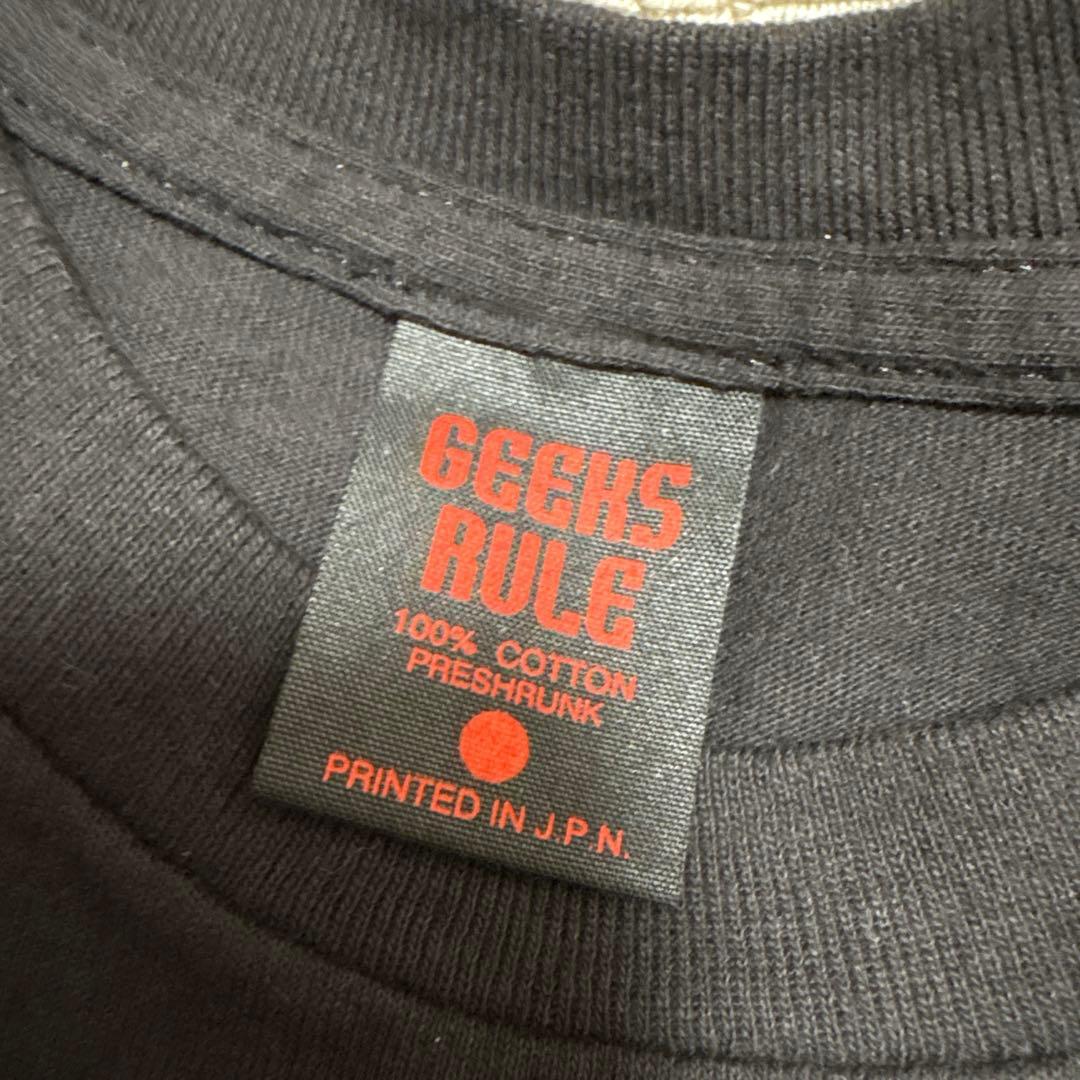 GEEKS
RULE
100% COTTON
PRESHRUNK
PRINTED IN J.P.N.